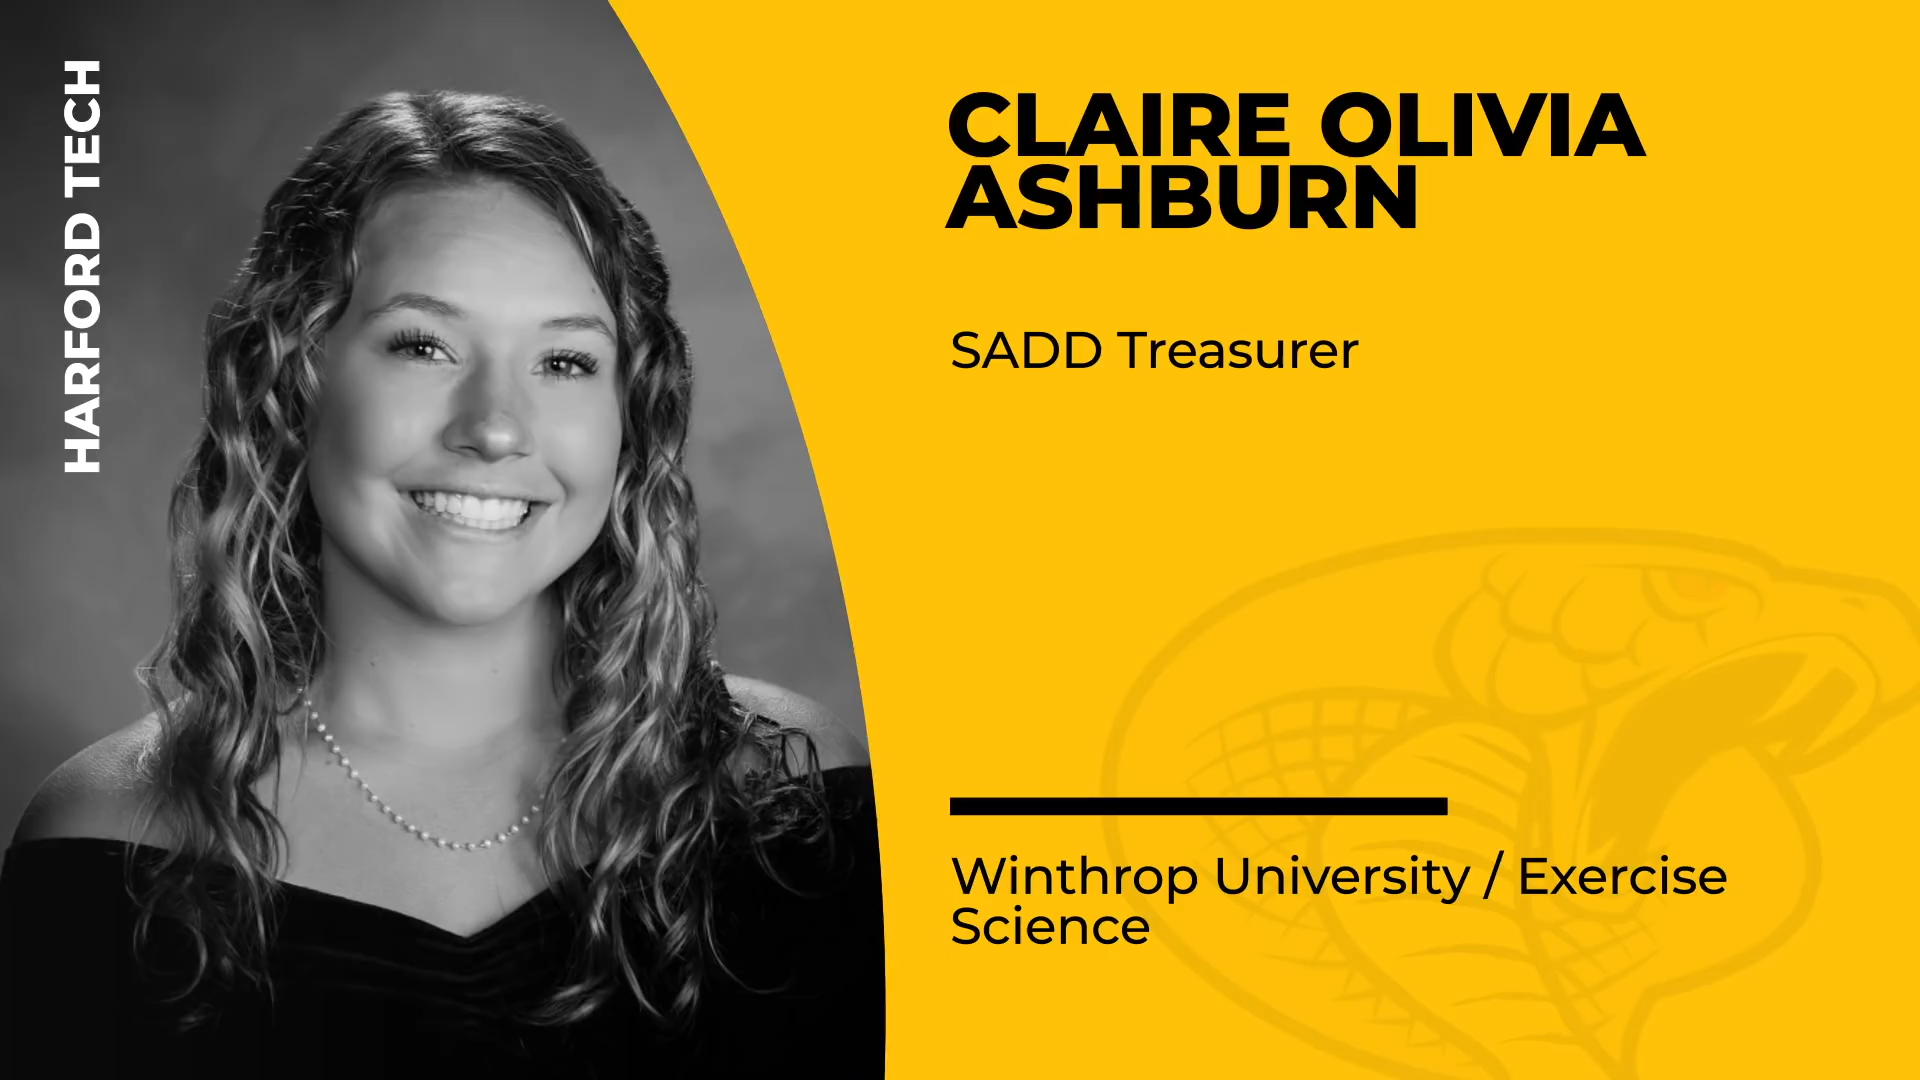 HARFORD TECH
CLAIRE OLIVIA
ASHBURN
SADD Treasurer
Winthrop University / Exercise
Science